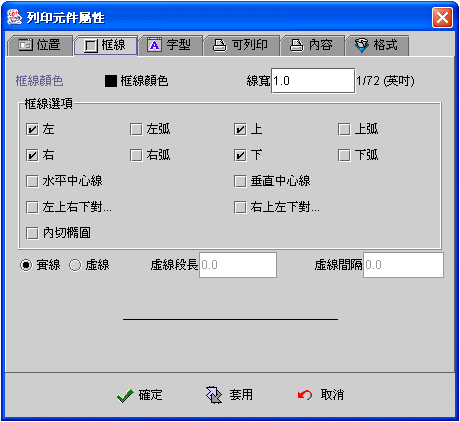 列印元件屬性
位置 框線 字型 可列印 內容 格式
框線顏色 框線顏色 線寬 1.0 1/72 (英吋)
框線選項
左 左弧 上 上弧
右 右弧 下 下弧
水平中心線 垂直中心線
左上右下對... 右上左下對...
內切橢圓
實線 虛線 虛線段長 0.0 虛線間隔 0.0
確定 套用 取消